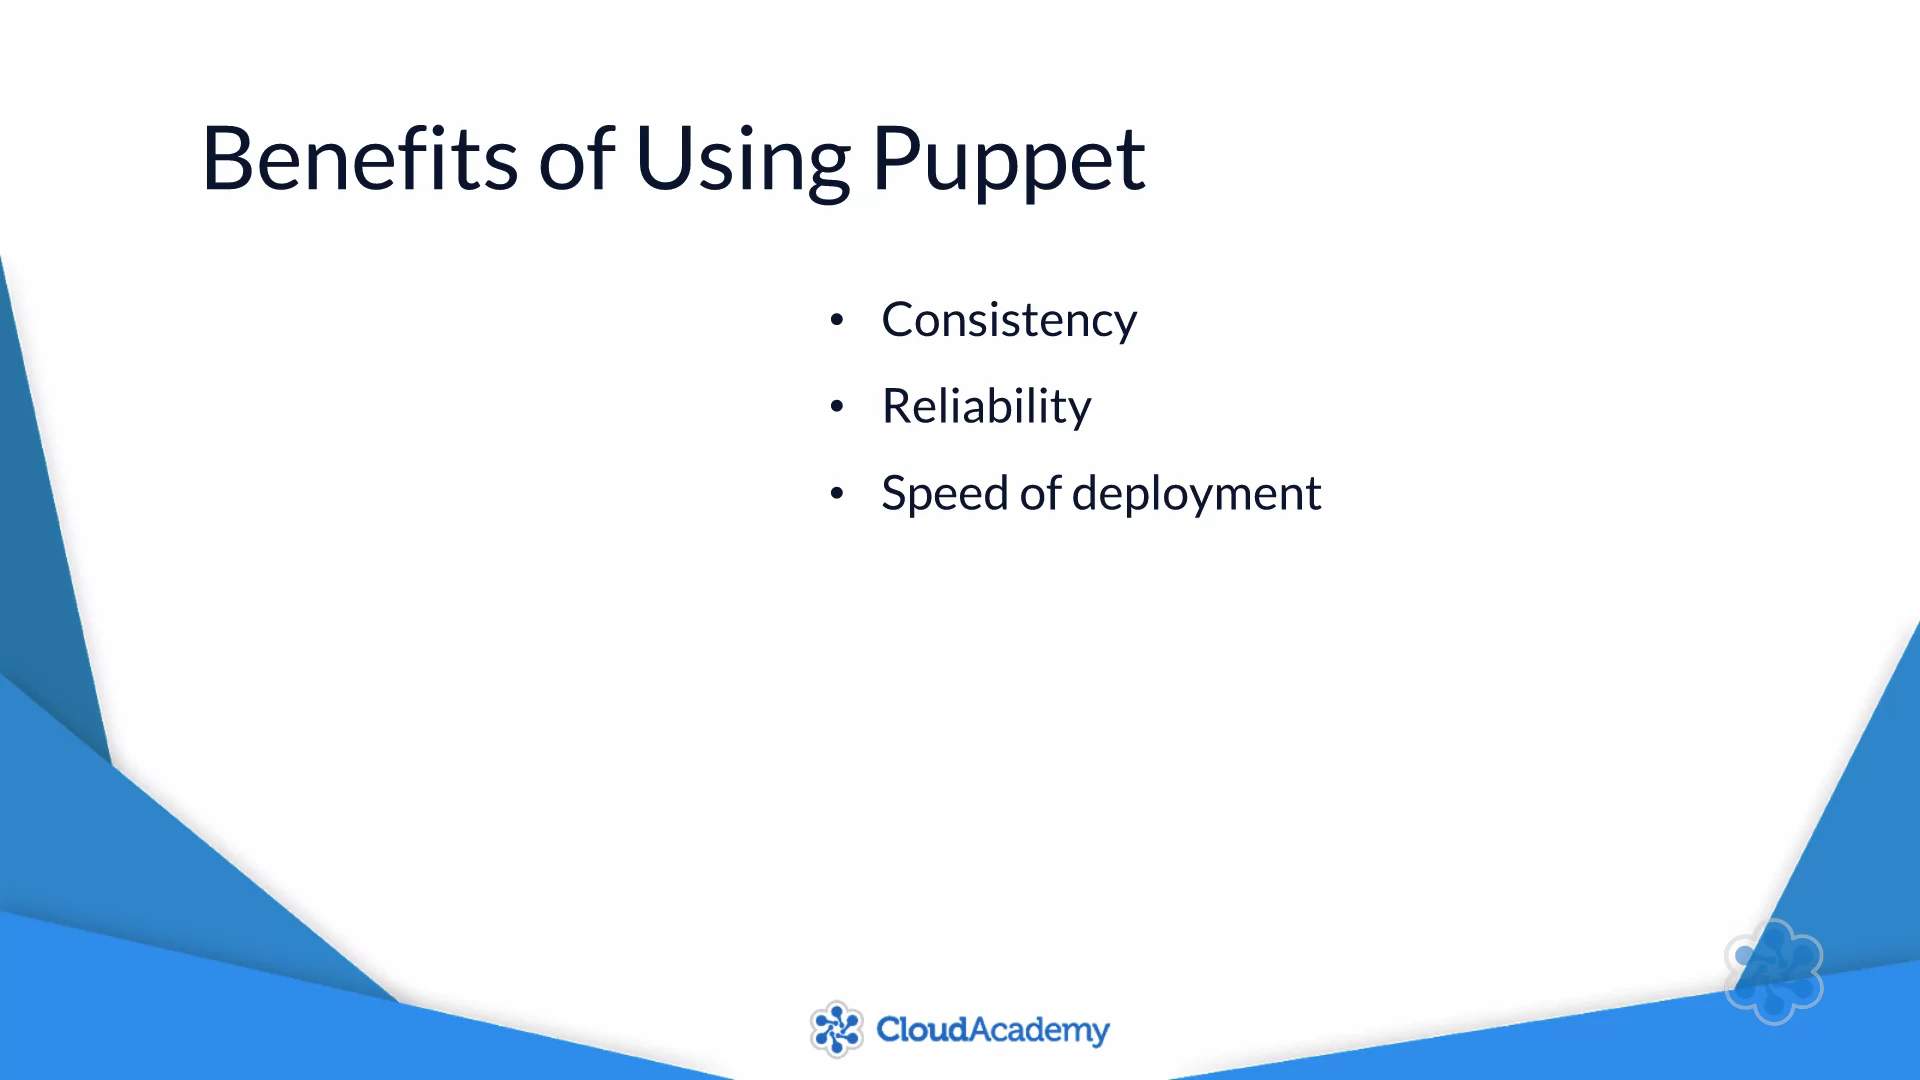 Benefits of Using Puppet
• Consistency
• Reliability
• Speed of deployment
CloudAcademy